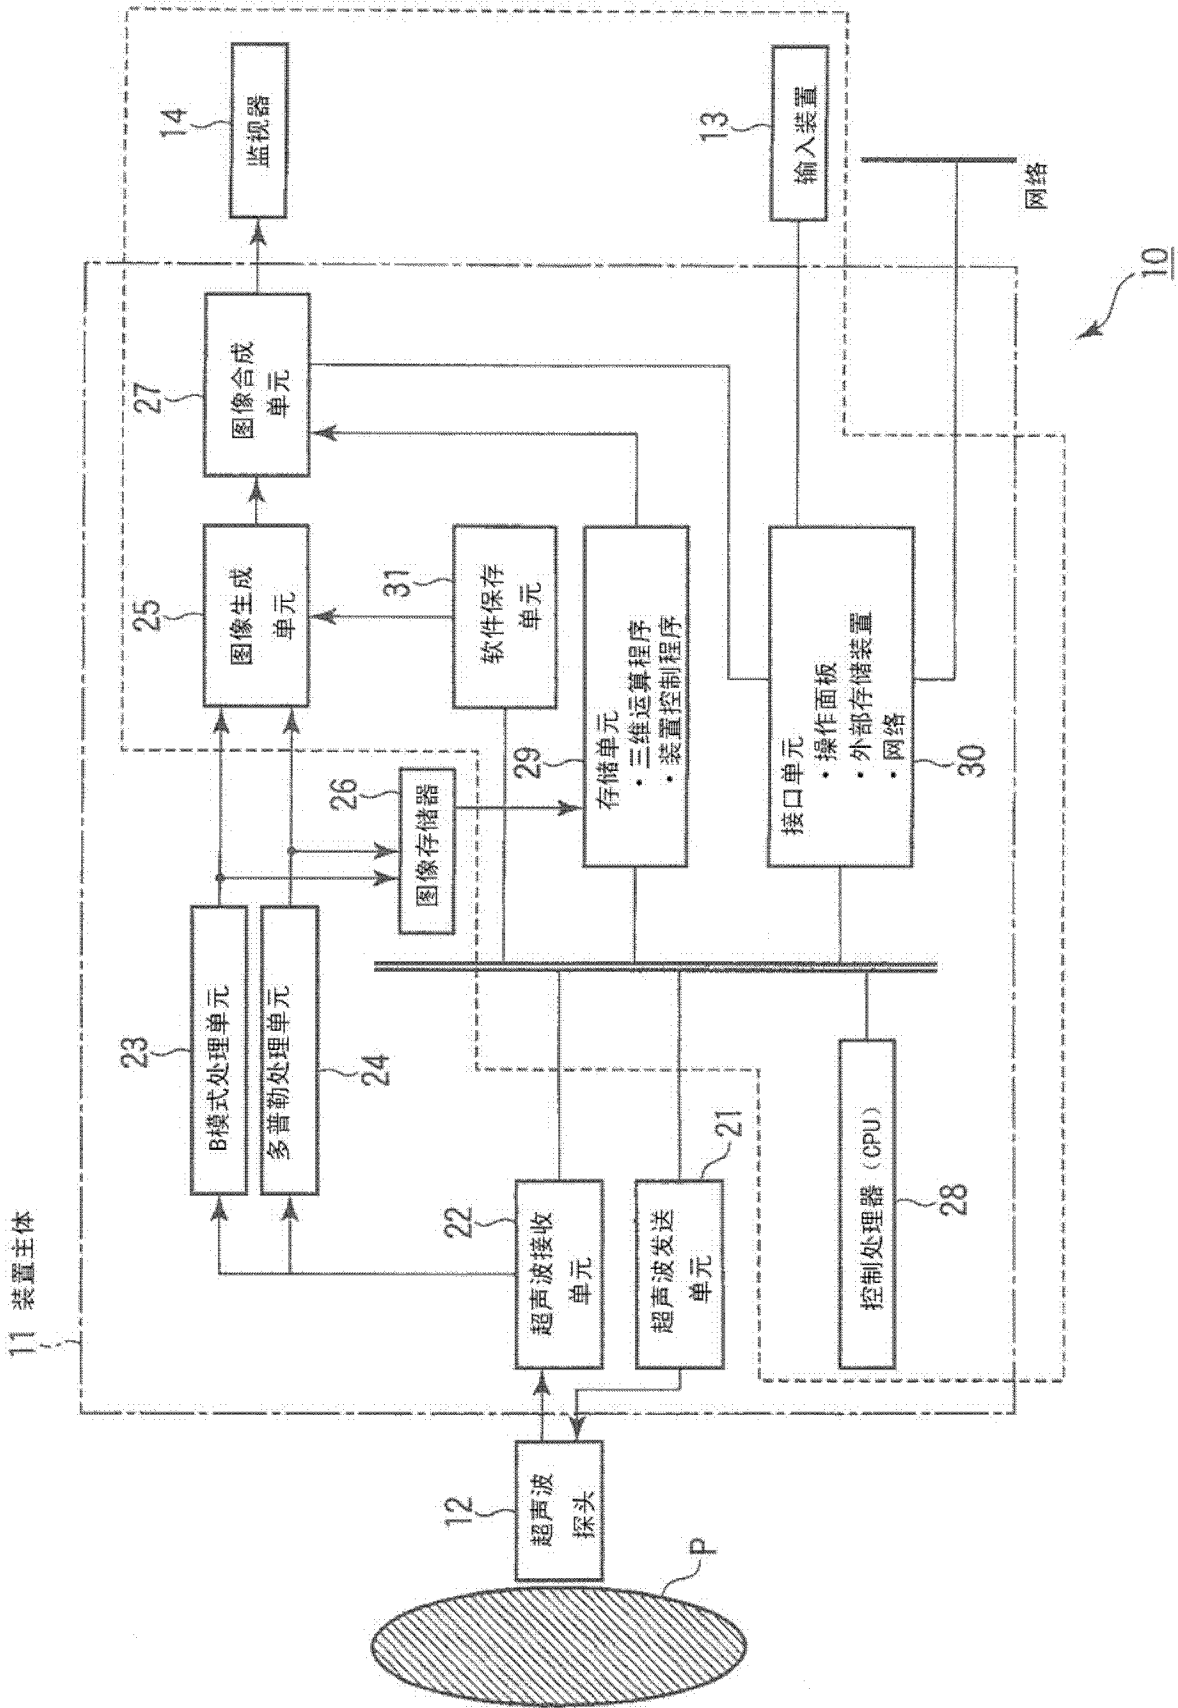 11 装置主体
23
B模式处理单元
多普勒处理单元
24
25
图像生成
单元
27
图像合成
单元
14
监视器
26
图像存储器
31
软件保存
单元
12
超声波
探头
22
超声波接收
单元
超声波发送
单元
21
29
存储单元
・三维运算程序
・装置控制程序
P
控制处理器（CPU）
28
接口单元
・操作面板
・外部存储装置
・网络
30
13
输入装置
网络
10